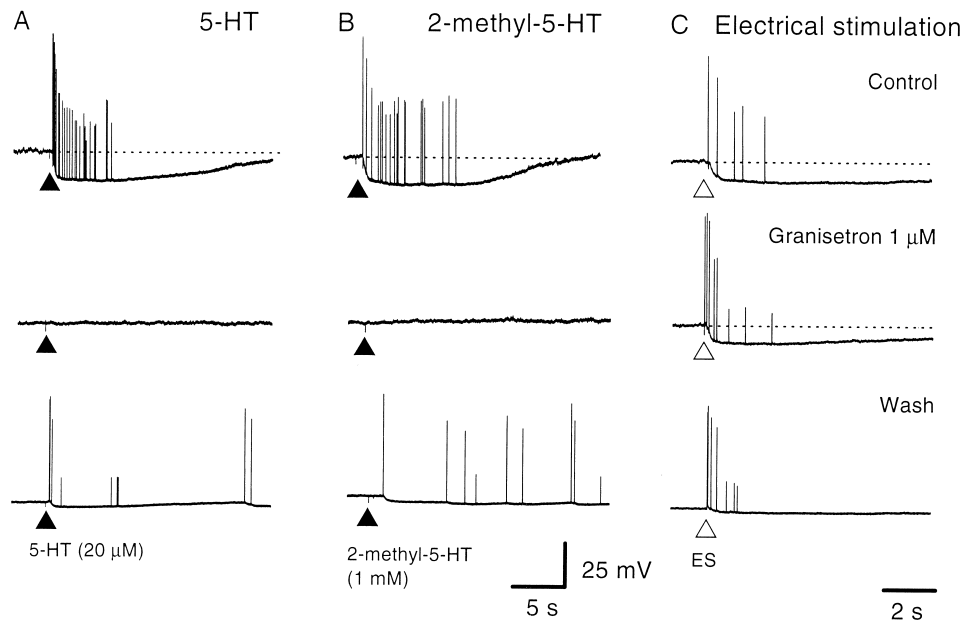 A 5-HT
B 2-methyl-5-HT
C Electrical stimulation
Control
Granisetron 1 μM
Wash
5-HT (20 μM)
2-methyl-5-HT
(1 mM)
25 mV
5 s
ES
2 s